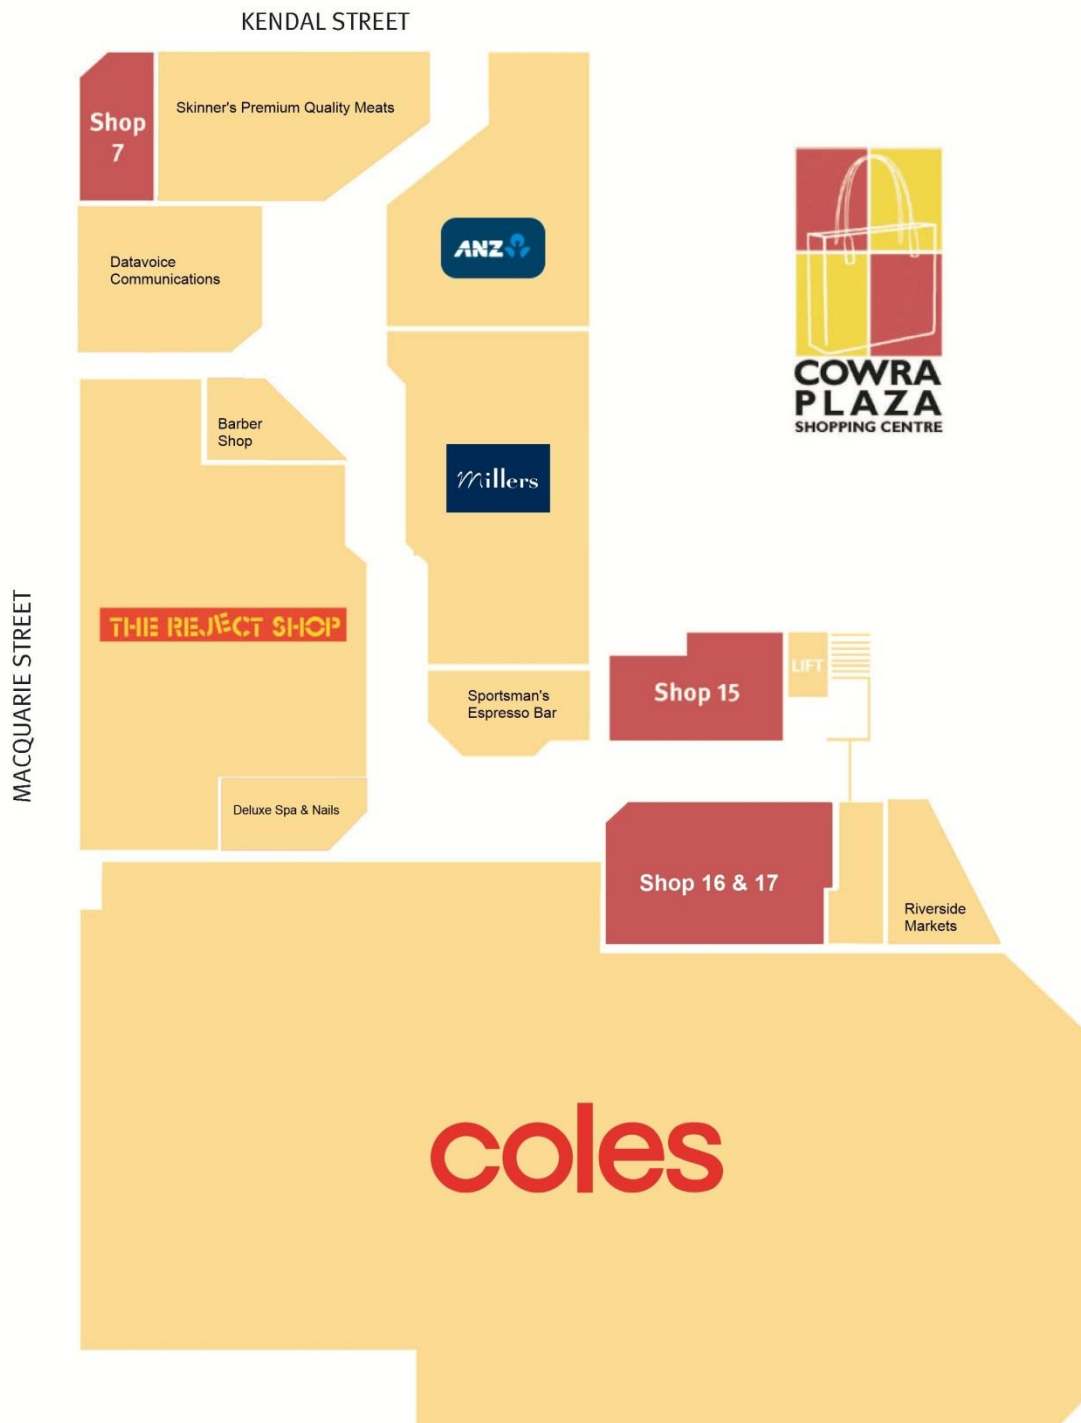 KENDAL STREET
Shop
7
Skinner's Premium Quality Meats
ANZ
Datavoice
Communications
COWRA
PLAZA
SHOPPING CENTRE
Barber
Shop
Millers
MACQUARIE STREET
THE REJECT SHOP
LIFT
Shop 15
Sportsman's
Espresso Bar
Deluxe Spa & Nails
Shop 16 & 17
Riverside
Markets
coles